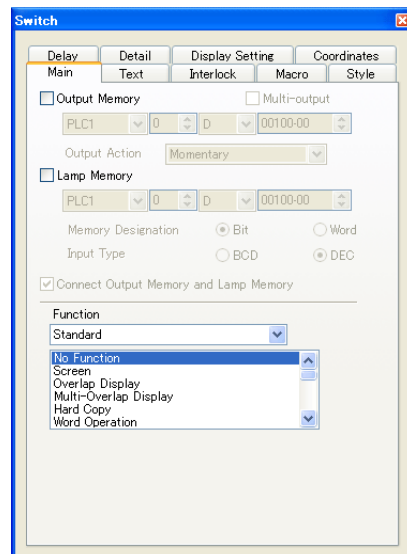 Switch
Delay Detail Display Setting Coordinates
Main Text Interlock Macro Style
Output Memory Multi-output
PLC1 0 D 00100-00
Output Action Momentary
Lamp Memory
PLC1 0 D 00100-00
Memory Designation Bit Word
Input Type BCD DEC
Connect Output Memory and Lamp Memory
Function
Standard
No Function
Screen
Overlap Display
Multi-Overlap Display
Hard Copy
Word Operation